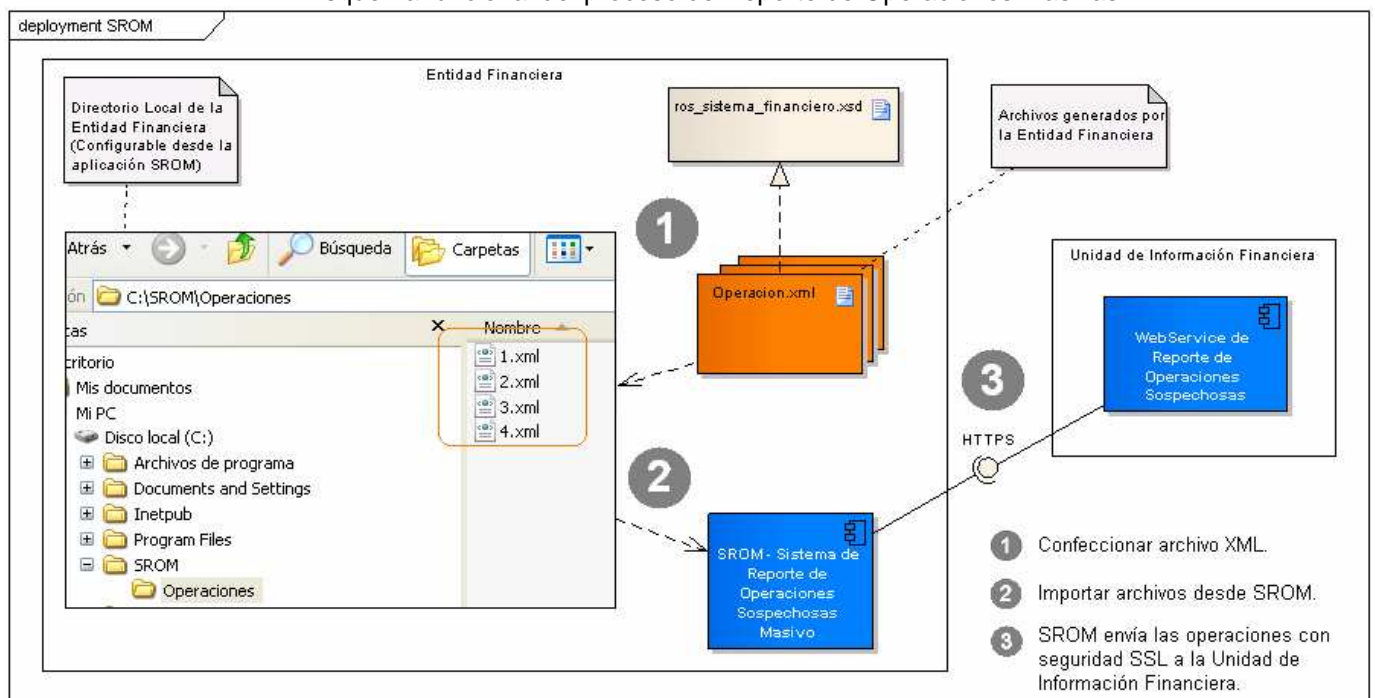 deployment SROM
Entidad Financiera
Directorio Local de la
Entidad Financiera
(Configurable desde la
aplicación SROM)
ros_sistema_financiero.xsd
Archivos generados por
la Entidad Financiera
1
Atrás
Búsqueda
Carpetas
C:\SROM\Operaciones
Nombre
1.xml
2.xml
3.xml
4.xml
Mis documentos
Mi PC
Disco local (C:)
Archivos de programa
Documents and Settings
Inetpub
Program Files
SROM
Operaciones
Operacion.xml
Unidad de Información Financiera
WebService de
Reporte de
Operaciones
Sospechosas
3
HTTPS
2
SROM - Sistema de
Reporte de
Operaciones
Sospechosas
Masivo
1 Confeccionar archivo XML.
2 Importar archivos desde SROM.
3 SROM envía las operaciones con
seguridad SSL a la Unidad de
Información Financiera.